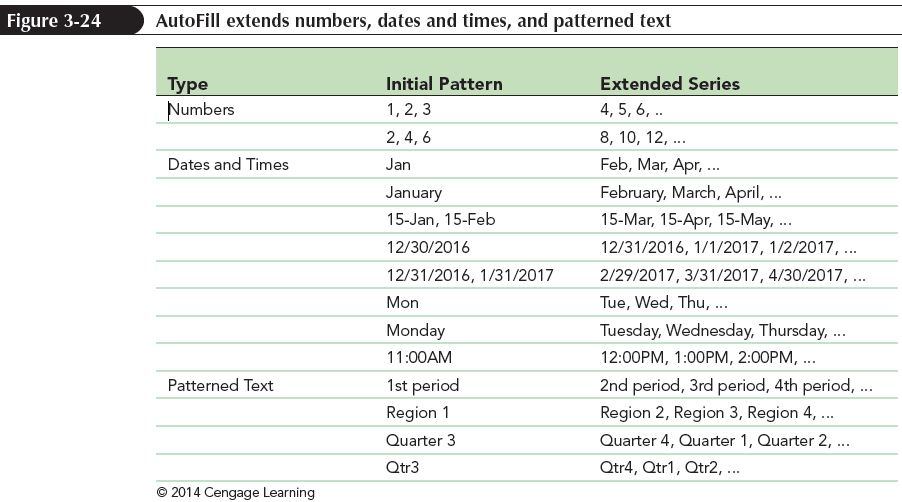 Figure 3-24 AutoFill extends numbers, dates and times, and patterned text
Type Initial Pattern Extended Series
Numbers 1, 2, 3 4, 5, 6, ..
2, 4, 6 8, 10, 12, ...
Dates and Times Jan Feb, Mar, Apr, ...
January February, March, April, ...
15-Jan, 15-Feb 15-Mar, 15-Apr, 15-May, ...
12/30/2016 12/31/2016, 1/1/2017, 1/2/2017, ...
12/31/2016, 1/31/2017 2/29/2017, 3/31/2017, 4/30/2017, ...
Mon Tue, Wed, Thu, ...
Monday Tuesday, Wednesday, Thursday, ...
11:00AM 12:00PM, 1:00PM, 2:00PM, ...
Patterned Text 1st period 2nd period, 3rd period, 4th period, ...
Region 1 Region 2, Region 3, Region 4, ...
Quarter 3 Quarter 4, Quarter 1, Quarter 2, ...
Qtr3 Qtr4, Qtr1, Qtr2, ...
© 2014 Cengage Learning